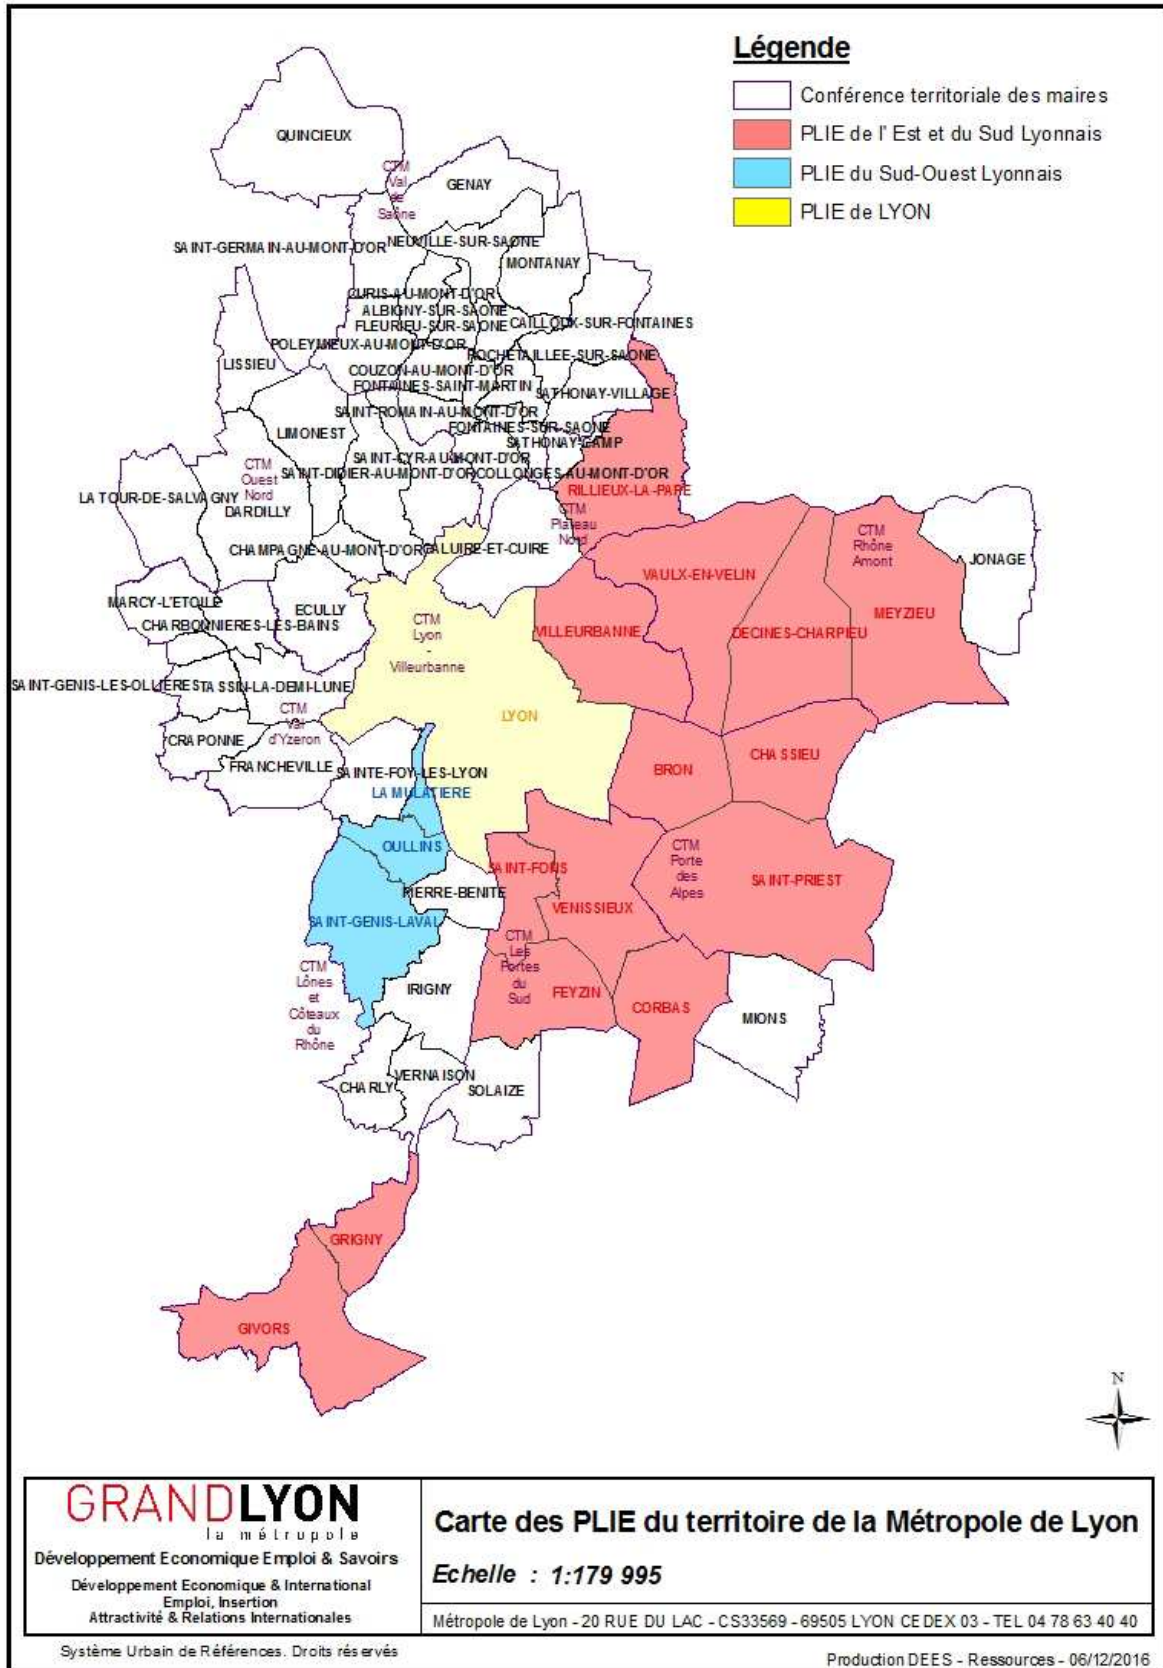 Légende
Conférence territoriale des maires
PLIE de l' Est et du Sud Lyonnais
PLIE du Sud-Ouest Lyonnais
PLIE de LYON
QUINCIEUX
CTM
Val
de
Saône
GENAY
SAINT-GERMAIN-AU-MONT-D'OR
NEUVILLE-SUR-SAONE
MONTANAY
CURIS-AU-MONT-D'OR
ALBIGNY-SUR-SAONE
FLEURIEU-SUR-SAONE
CAILLOUX-SUR-FONTAINES
POLEYMIEUX-AU-MONT-D'OR
ROCHETAILLEE-SUR-SAONE
LISSIEU
COUZON-AU-MONT-D'OR
FONTAINES-SAINT-MARTIN
SATHONAY-VILLAGE
SAINT-ROMAIN-AU-MONT-D'OR
FONTAINES-SUR-SAONE
LIMONEST
SATHONAY-CAMP
SAINT-CYR-AU-MONT-D'OR
CTM
Ouest
Nord
SAINT-DIDIER-AU-MONT-D'OR
COLLONGES-AU-MONT-D'OR
RILLIEUX-LA-PAPE
LA TOUR-DE-SALVAGNY
DARDILLY
CTM
Plateau
Nord
CTM
Rhône
Amont
CHAMPAGNE-AU-MONT-D'OR
CALUIRE-ET-CUIRE
JONAGE
VAULX-EN-VELIN
MARCY-L'ETOILE
ECULLY
MEYZIEU
CHARBONNIERES-LES-BAINS
CTM
Lyon
-
Villeurbanne
VILLEURBANNE
DECINES-CHARPIEU
SAINT-GENIS-LES-OLLIERES
TASSIN-LA-DEMI-LUNE
CTM
Val
d'Yzeron
LYON
CRAPONNE
FRANCHEVILLE
SAINTE-FOY-LES-LYON
BRON
CHASSIEU
LA MULATIERE
OULLINS
CTM
Porte
des
Alpes
SAINT-FONS
SAINT-PRIEST
PIERRE-BENITE
VENISSIEUX
SAINT-GENIS-LAVAL
CTM
Les
Portes
du
Sud
CTM
Lônes
et
Côteaux
du
Rhône
IRIGNY
FEYZIN
CORBAS
MIONS
CHARLY
VERNAISON
SOLAIZE
GRIGNY
GIVORS
N
GRANDLYON
la métropole
Développement Economique Emploi & Savoirs
Développement Economique & International
Emploi, Insertion
Attractivité & Relations Internationales
Carte des PLIE du territoire de la Métropole de Lyon
Echelle : 1:179 995
Métropole de Lyon - 20 RUE DU LAC - CS33569 - 69505 LYON CEDEX 03 - TEL 04 78 63 40 40
Système Urbain de Références. Droits réservés
Production DEES - Ressources - 06/12/2016